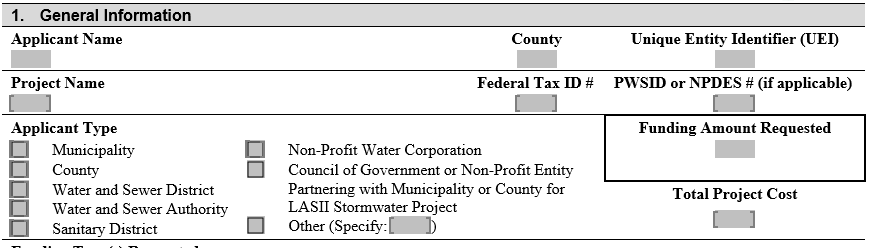 1. General Information
Applicant Name County Unique Entity Identifier (UEI)
Project Name Federal Tax ID # PWSID or NPDES # (if applicable)
Applicant Type
Municipality
County
Water and Sewer District
Water and Sewer Authority
Sanitary District
Non-Profit Water Corporation
Council of Government or Non-Profit Entity
Partnering with Municipality or County for
LASII Stormwater Project
Other (Specify: )
Funding Amount Requested
Total Project Cost